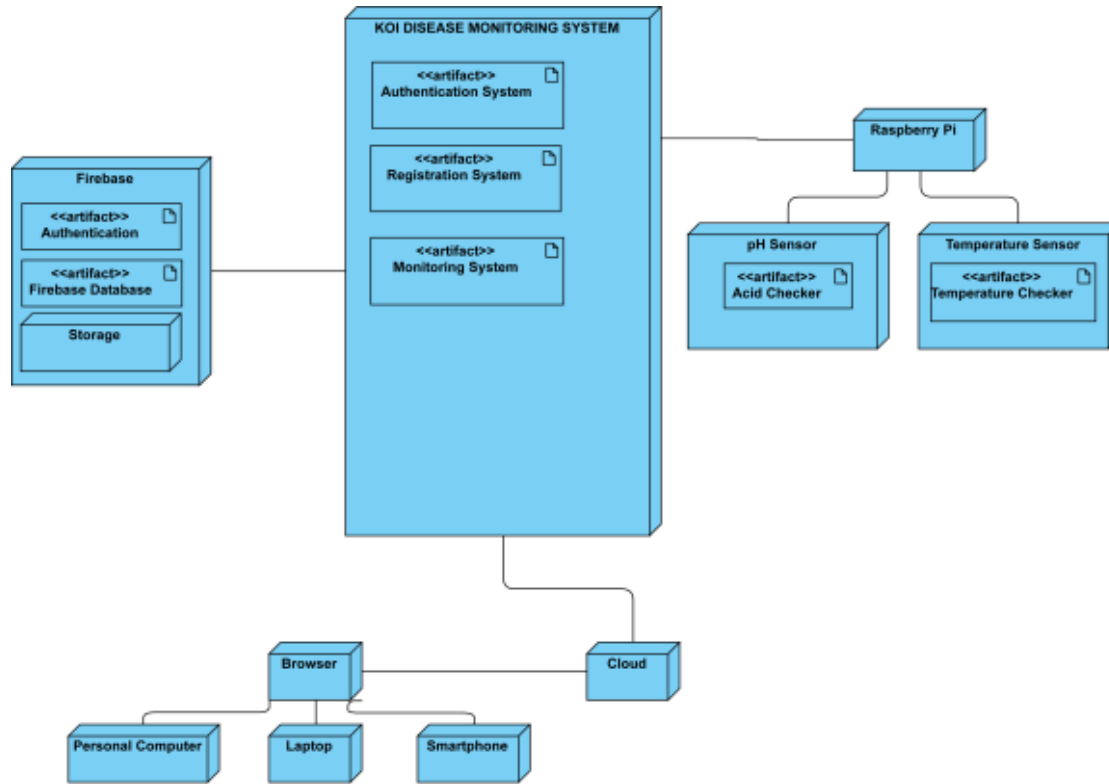 KOI DISEASE MONITORING SYSTEM
<<artifact>>
Authentication System
<<artifact>>
Registration System
<<artifact>>
Monitoring System
Firebase
<<artifact>>
Authentication
<<artifact>>
Firebase Database
Storage
Raspberry Pi
pH Sensor
<<artifact>>
Acid Checker
Temperature Sensor
<<artifact>>
Temperature Checker
Browser
Cloud
Personal Computer
Laptop
Smartphone